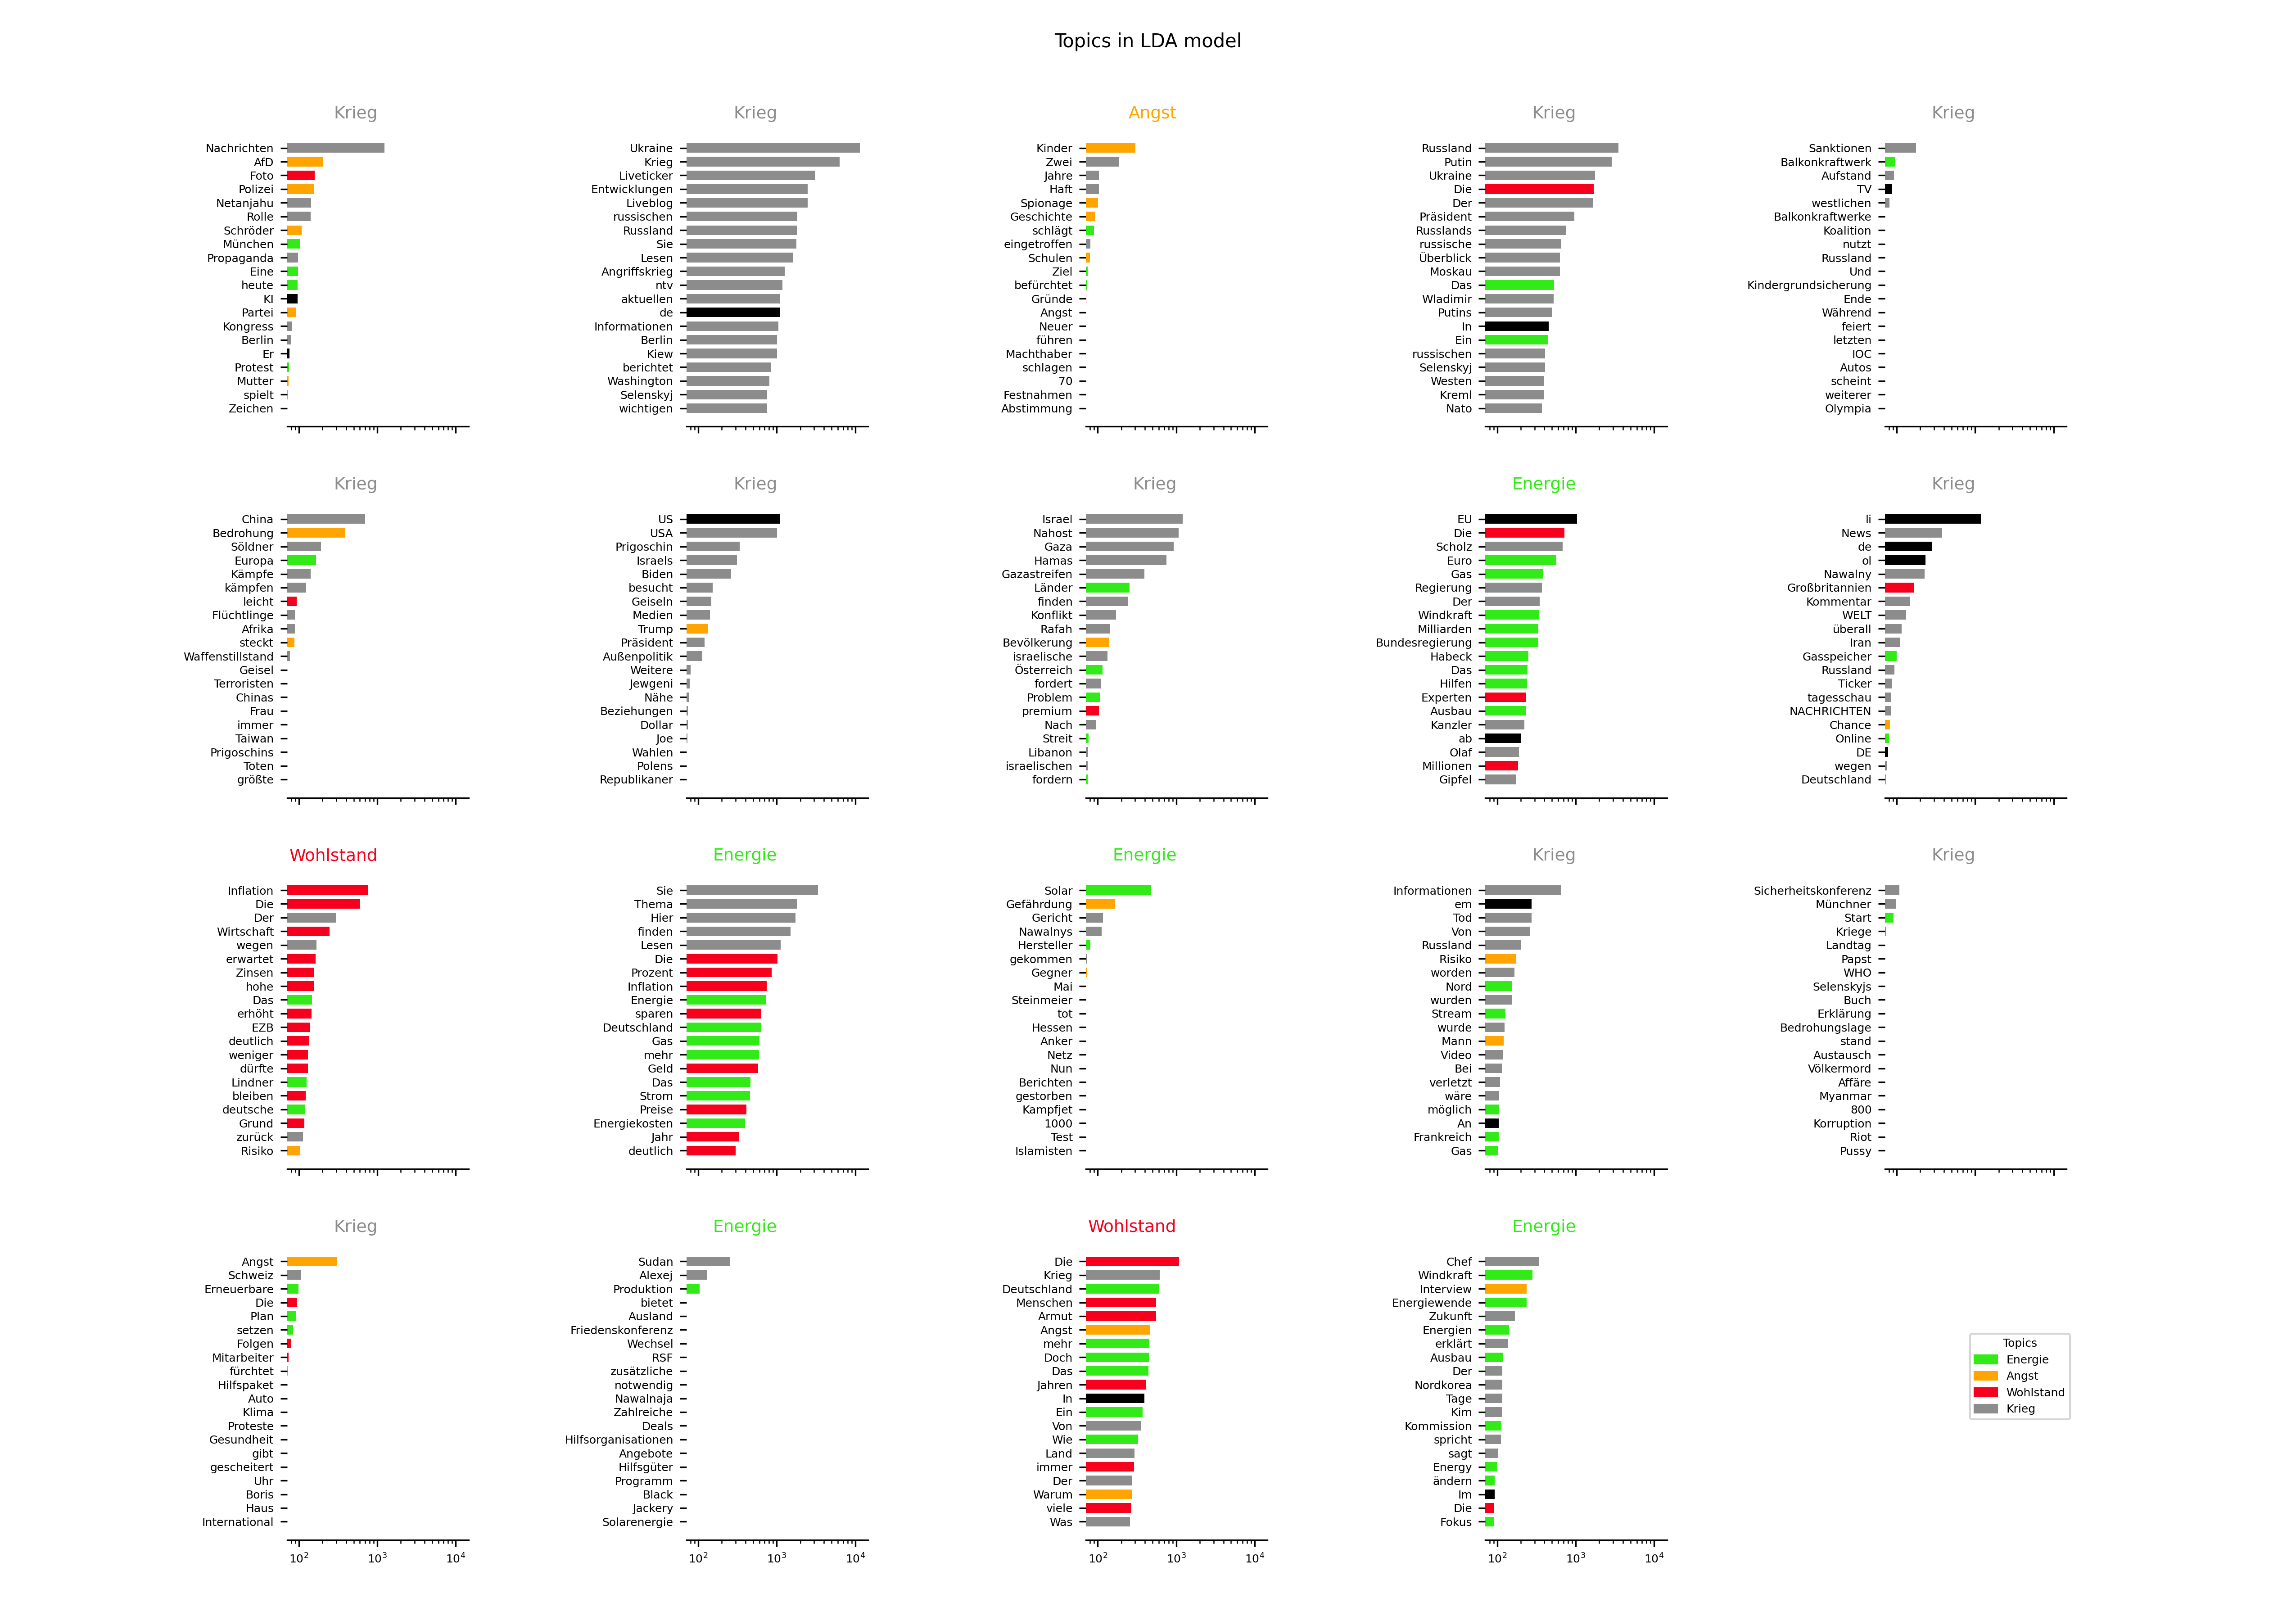 Topics in LDA model
Krieg
Nachrichten
AfD
Foto
Polizei
Netanjahu
Rolle
Schröder
München
Propaganda
Eine
heute
KI
Partei
Kongress
Berlin
Er
Protest
Mutter
spielt
Zeichen
Krieg
Ukraine
Krieg
Liveticker
Entwicklungen
Liveblog
russischen
Russland
Sie
Lesen
Angriffskrieg
ntv
aktuellen
de
Informationen
Berlin
Kiew
berichtet
Washington
Selenskyj
wichtigen
Angst
Kinder
Zwei
Jahre
Haft
Spionage
Geschichte
schlägt
eingetroffen
Schulen
Ziel
befürchtet
Gründe
Angst
Neuer
führen
Machthaber
schlagen
70
Festnahmen
Abstimmung
Krieg
Russland
Putin
Ukraine
Die
Der
Präsident
Russlands
russische
Überblick
Moskau
Das
Wladimir
Putins
In
Ein
russischen
Selenskyj
Westen
Kreml
Nato
Krieg
Sanktionen
Balkonkraftwerk
Aufstand
TV
westlichen
Balkonkraftwerke
Koalition
nutzt
Russland
Und
Kindergrundsicherung
Ende
Während
feiert
letzten
IOC
Autos
scheint
weiterer
Olympia
Krieg
China
Bedrohung
Söldner
Europa
Kämpfe
kämpfen
leicht
Flüchtlinge
Afrika
steckt
Waffenstillstand
Geisel
Terroristen
Chinas
Frau
immer
Taiwan
Prigoschins
Toten
größte
Krieg
US
USA
Prigoschin
Israels
Biden
besucht
Geiseln
Medien
Trump
Präsident
Außenpolitik
Weitere
Jewgeni
Nähe
Beziehungen
Dollar
Joe
Wahlen
Polens
Republikaner
Krieg
Israel
Nahost
Gaza
Hamas
Gazastreifen
Länder
finden
Konflikt
Rafah
Bevölkerung
israelische
Österreich
fordert
Problem
premium
Nach
Streit
Libanon
israelischen
fordern
Energie
EU
Die
Scholz
Euro
Gas
Regierung
Der
Windkraft
Milliarden
Bundesregierung
Habeck
Das
Hilfen
Experten
Ausbau
Kanzler
ab
Olaf
Millionen
Gipfel
Krieg
li
News
de
ol
Nawalny
Großbritannien
Kommentar
WELT
überall
Iran
Gasspeicher
Russland
Ticker
tagesschau
NACHRICHTEN
Chance
Online
DE
wegen
Deutschland
Wohlstand
Inflation
Die
Der
Wirtschaft
wegen
erwartet
Zinsen
hohe
Das
erhöht
EZB
deutlich
weniger
dürfte
Lindner
bleiben
deutsche
Grund
zurück
Risiko
Energie
Sie
Thema
Hier
finden
Lesen
Die
Prozent
Inflation
Energie
sparen
Deutschland
Gas
mehr
Geld
Das
Strom
Preise
Energiekosten
Jahr
deutlich
Energie
Solar
Gefährdung
Gericht
Nawalnys
Hersteller
gekommen
Gegner
Mai
Steinmeier
tot
Hessen
Anker
Netz
Nun
Berichten
gestorben
Kampfjet
1000
Test
Islamisten
Krieg
Informationen
em
Tod
Von
Russland
Risiko
worden
Nord
wurden
Stream
wurde
Mann
Video
Bei
verletzt
wäre
möglich
An
Frankreich
Gas
Krieg
Sicherheitskonferenz
Münchner
Start
Kriege
Landtag
Papst
WHO
Selenskyjs
Buch
Erklärung
Bedrohungslage
stand
Austausch
Völkermord
Affäre
Myanmar
800
Korruption
Riot
Pussy
Krieg
Angst
Schweiz
Erneuerbare
Die
Plan
setzen
Folgen
Mitarbeiter
fürchtet
Hilfspaket
Auto
Klima
Proteste
Gesundheit
gibt
gescheitert
Uhr
Boris
Haus
International
10² 10³ 10⁴
Energie
Sudan
Alexej
Produktion
bietet
Ausland
Friedenskonferenz
Wechsel
RSF
zusätzliche
notwendig
Nawalnaja
Zahlreiche
Deals
Hilfsorganisationen
Angebote
Hilfsgüter
Programm
Black
Jackery
Solarenergie
10² 10³ 10⁴
Wohlstand
Die
Krieg
Deutschland
Menschen
Armut
Angst
mehr
Doch
Das
Jahren
In
Ein
Von
Wie
Land
immer
Der
Warum
viele
Was
10² 10³ 10⁴
Energie
Chef
Windkraft
Interview
Energiewende
Zukunft
Energien
erklärt
Ausbau
Der
Nordkorea
Tage
Kim
Kommission
spricht
sagt
Energy
ändern
Im
Die
Fokus
10² 10³ 10⁴
Topics
Energie
Angst
Wohlstand
Krieg